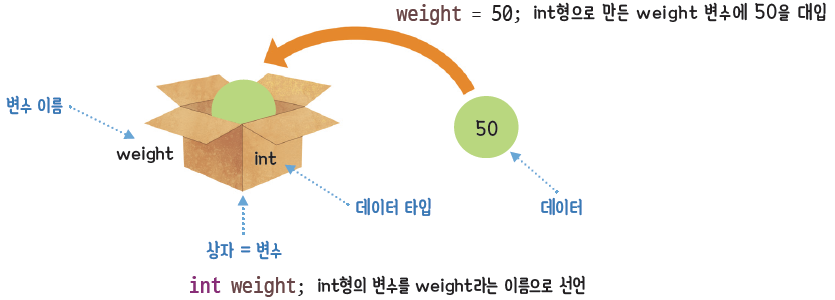 weight = 50; int형으로 만든 weight 변수에 50을 대입
변수 이름
50
weight
int
데이터 타입
데이터
상자 = 변수
int weight; int형의 변수를 weight라는 이름으로 선언